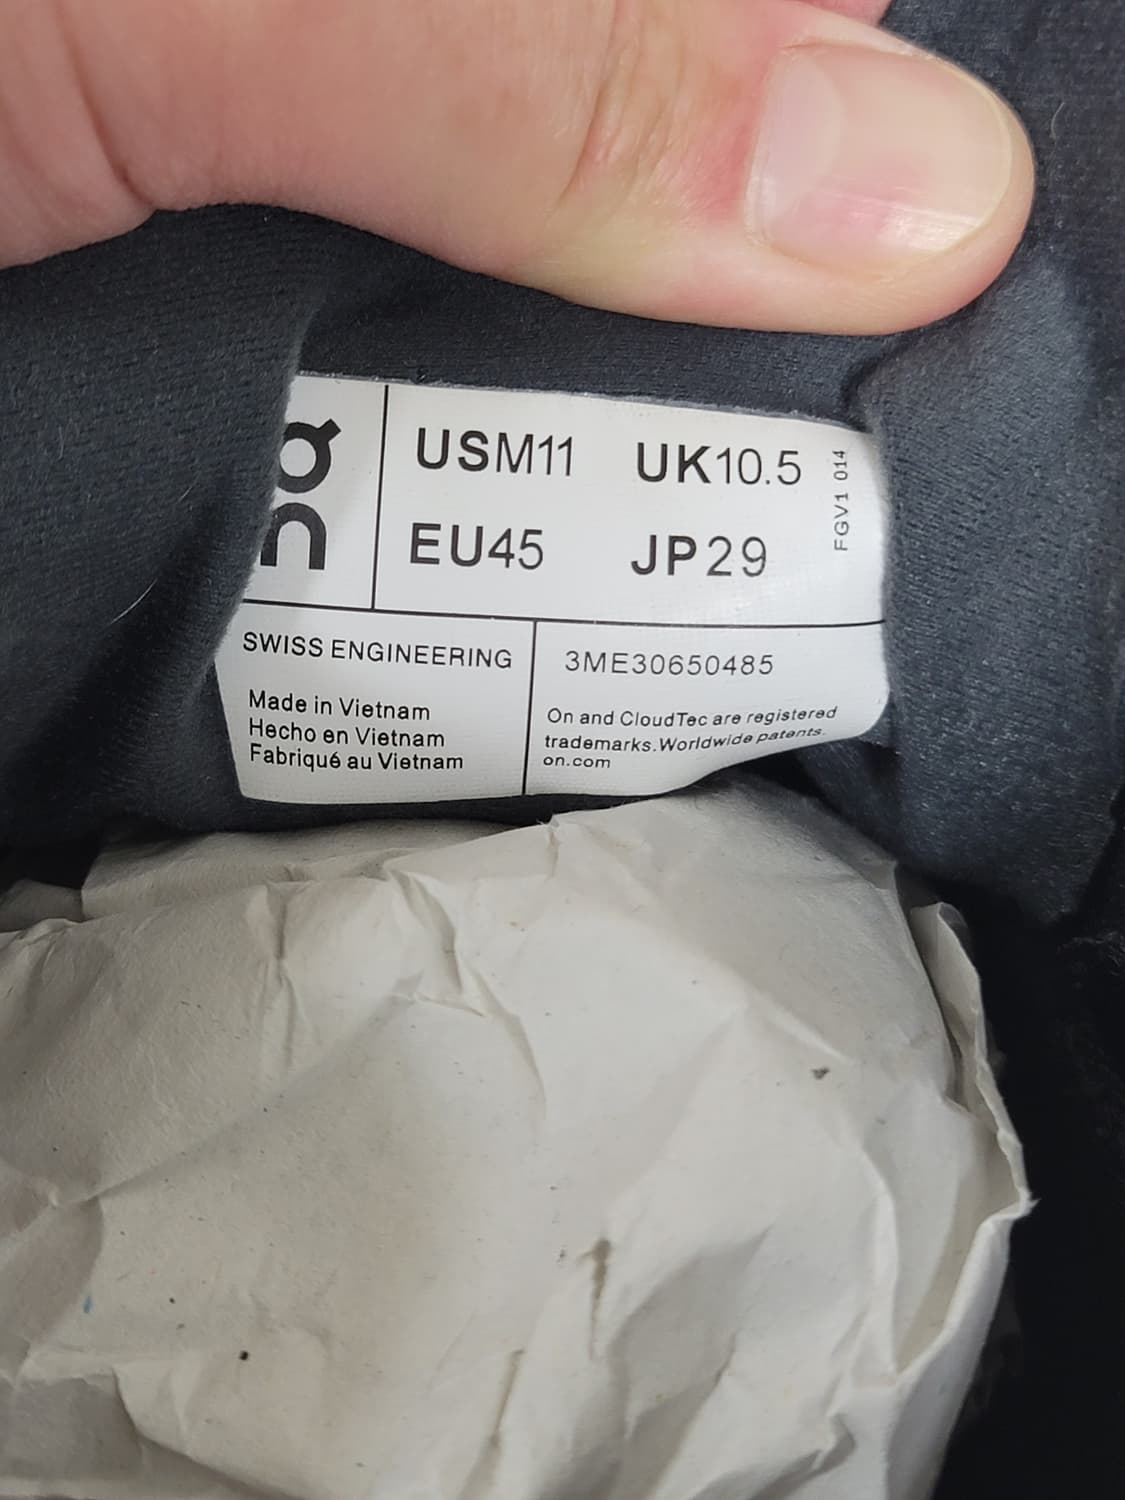 USM11 UK10.5
EU45 JP29
FGV1 014
SWISS ENGINEERING
Made in Vietnam
Hecho en Vietnam
Fabriqué au Vietnam
3ME30650485
On and CloudTec are registered
trademarks. Worldwide patents.
on.com